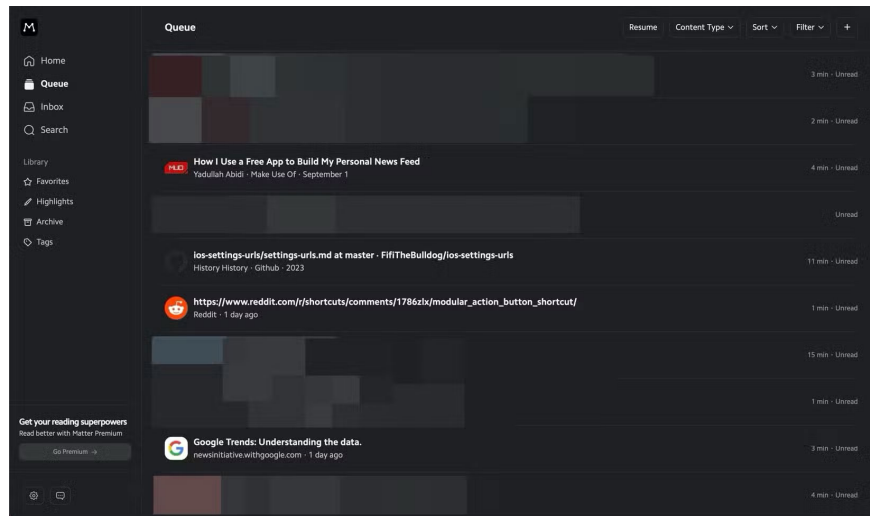 M
Queue
Resume
Content Type
Sort
Filter
+
Home
Queue
Inbox
Search
Library
Favorites
Highlights
Archive
Tags
3 min · Unread
2 min · Unread
MUO
How I Use a Free App to Build My Personal News Feed
Yadullah Abidi · Make Use Of · September 1
4 min · Unread
Unread
ios-settings-urls/settings-urls.md at master · FifiTheBulldog/ios-settings-urls
History History · Github · 2023
11 min · Unread
https://www.reddit.com/r/shortcuts/comments/1786zlx/modular_action_button_shortcut/
Reddit · 1 day ago
1 min · Unread
15 min · Unread
1 min · Unread
G
Google Trends: Understanding the data.
newsinitiative.withgoogle.com · 1 day ago
3 min · Unread
4 min · Unread
Get your reading superpowers
Read better with Matter Premium
Go Premium →